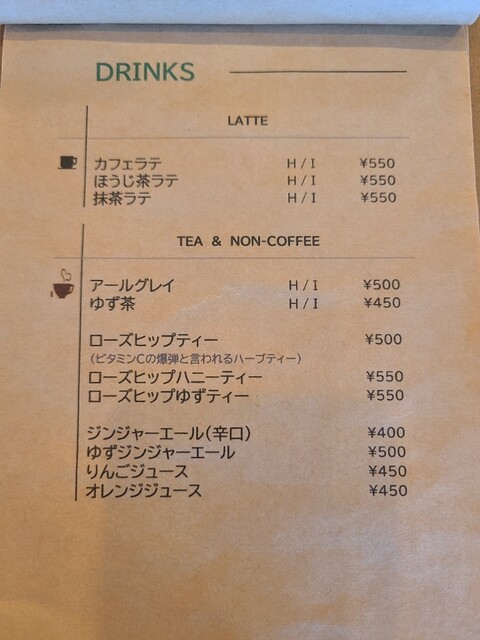 DRINKS
LATTE
カフェラテ H / I ¥550
ほうじ茶ラテ H / I ¥550
抹茶ラテ H / I ¥550
TEA & NON-COFFEE
アールグレイ H / I ¥500
ゆず茶 H / I ¥450
ローズヒップティー ¥500
(ビタミンCの爆弾と言われるハーブティー)
ローズヒップハニーティー ¥550
ローズヒップゆずティー ¥550
ジンジャーエール(辛口) ¥400
ゆずジンジャーエール ¥500
りんごジュース ¥450
オレンジジュース ¥450